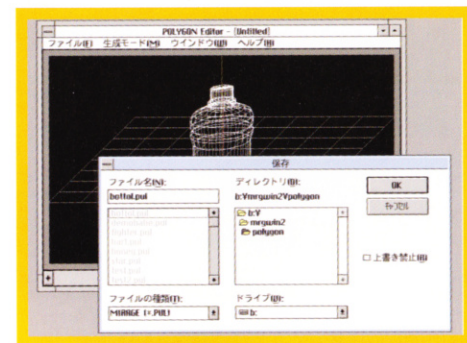 POLYGON Editor - [Untitled]
ファイル(F) 生成モード(M) ウインドウ(W) ヘルプ(H)
保存
ファイル名(N):
bottol.pul
ディレクトリ(D):
b:¥mrgwin2¥polygon
OK
キャンセル
b:¥
mrgwin2
polygon
□上書き禁止(R)
ファイルの種類(T):
MIRAGE (*.PUL)
ドライブ(V):
b: